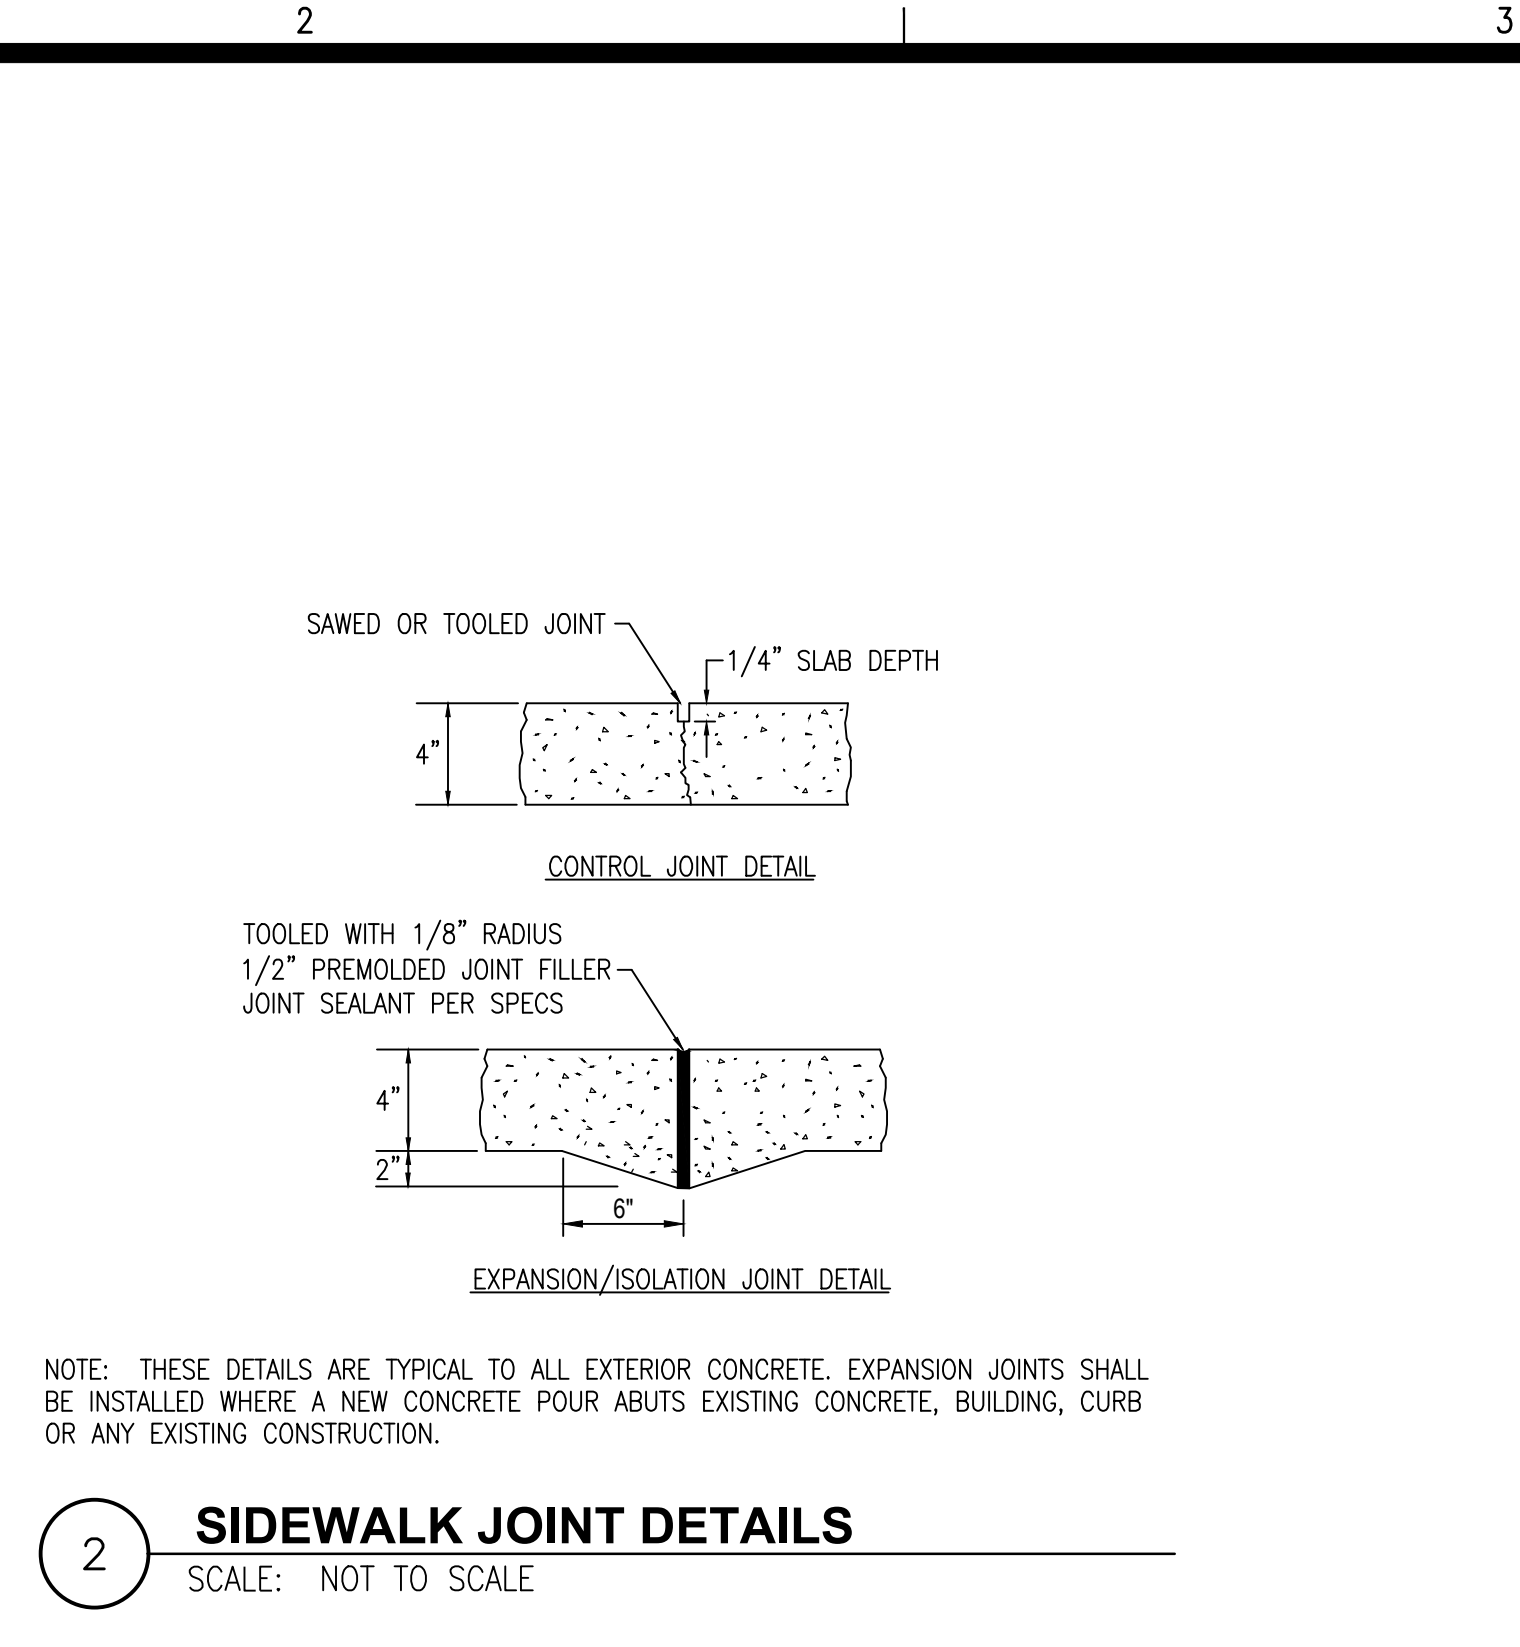 2
3
SAWED OR TOOLED JOINT
1/4” SLAB DEPTH
4”
CONTROL JOINT DETAIL
TOOLED WITH 1/8” RADIUS
1/2” PREMOLDED JOINT FILLER
JOINT SEALANT PER SPECS
4”
2”
6"
EXPANSION/ISOLATION JOINT DETAIL
NOTE: THESE DETAILS ARE TYPICAL TO ALL EXTERIOR CONCRETE. EXPANSION JOINTS SHALL
BE INSTALLED WHERE A NEW CONCRETE POUR ABUTS EXISTING CONCRETE, BUILDING, CURB
OR ANY EXISTING CONSTRUCTION.
2
SIDEWALK JOINT DETAILS
SCALE: NOT TO SCALE